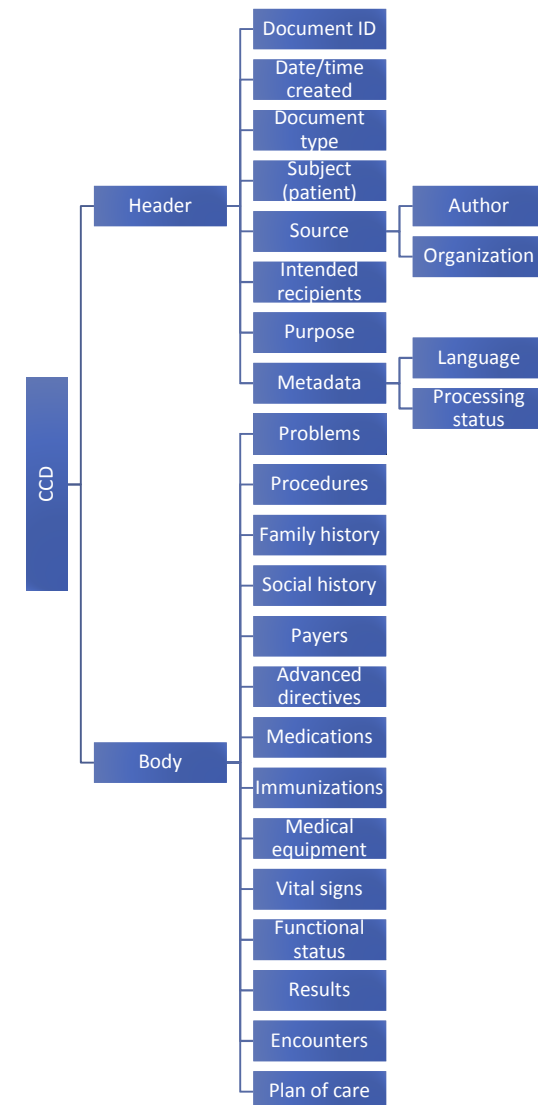 Document ID
Date/time
created
Document
type
Subject
(patient)
Header
Author
Source
Organization
Intended
recipients
Purpose
Language
Metadata
Processing
status
CCD
Problems
Procedures
Family history
Social history
Payers
Advanced
directives
Medications
Body
Immunizations
Medical
equipment
Vital signs
Functional
status
Results
Encounters
Plan of care